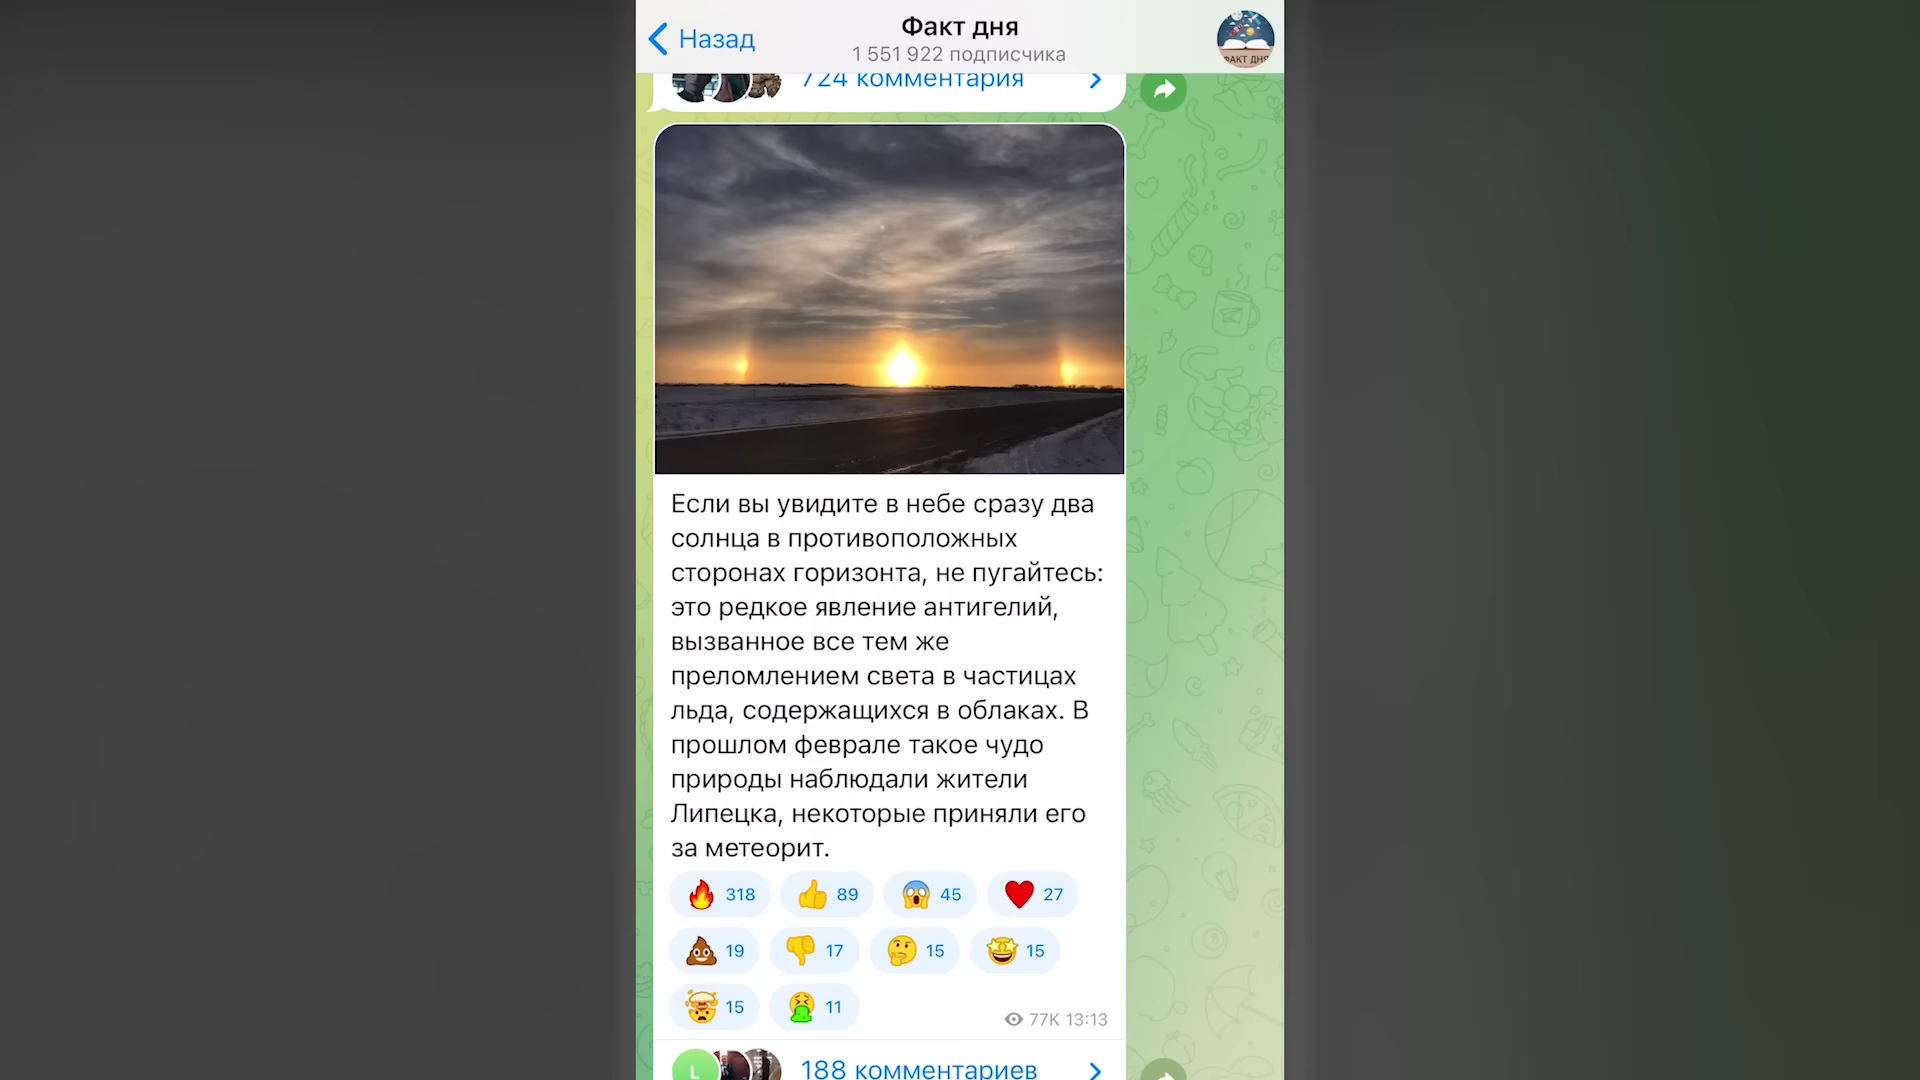 Назад
Факт дня
1 551 922 подписчика
ФАКТ ДНЯ
724 комментария
Если вы увидите в небе сразу два
солнца в противоположных
сторонах горизонта, не пугайтесь:
это редкое явление антигелий,
вызванное все тем же
преломлением света в частицах
льда, содержащихся в облаках. В
прошлом феврале такое чудо
природы наблюдали жители
Липецка, некоторые приняли его
за метеорит.
318 89 45 27
19 17 15 15
15 11
77K 13:13
L
188 комментариев